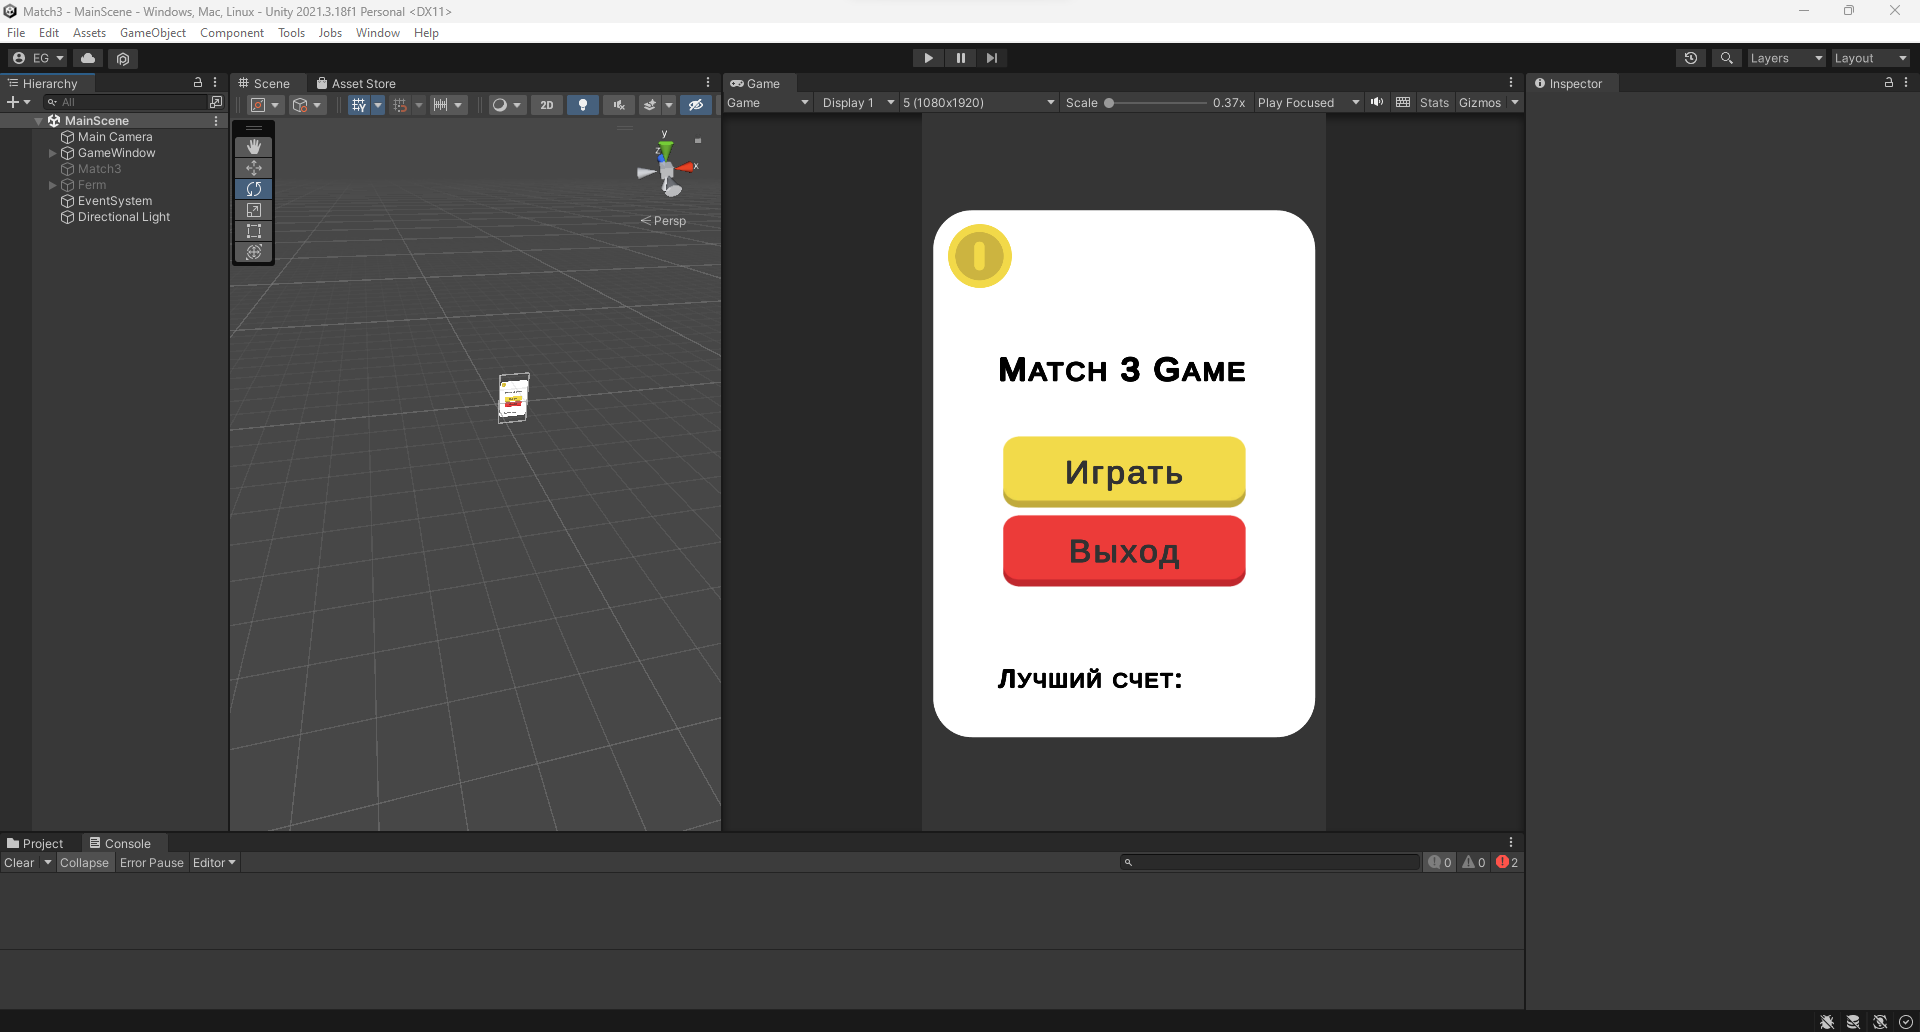 Match3 - MainScene - Windows, Mac, Linux - Unity 2021.3.18f1 Personal <DX11>
File Edit Assets GameObject Component Tools Jobs Window Help
EG Layers Layout
Hierarchy
All
MainScene
Main Camera
GameWindow
Match3
Ferm
EventSystem
Directional Light
Scene Asset Store
2D
y
z
x
Persp
Game
Game Display 1 5 (1080x1920) Scale 0.37x Play Focused Stats Gizmos
Match 3 Game
Играть
Выход
Лучший счет:
Inspector
Project Console
Clear Collapse Error Pause Editor 0 0 2